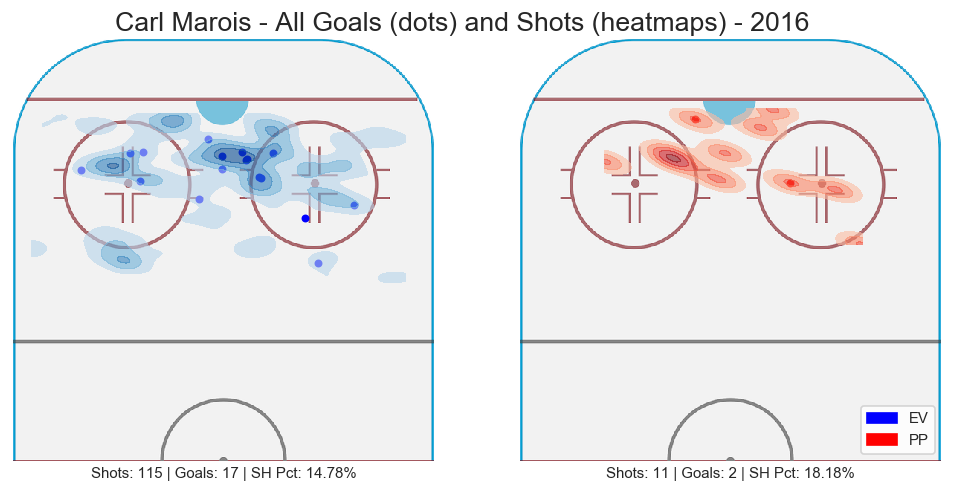 Carl Marois - All Goals (dots) and Shots (heatmaps) - 2016
EV
PP
Shots: 115 | Goals: 17 | SH Pct: 14.78%
Shots: 11 | Goals: 2 | SH Pct: 18.18%